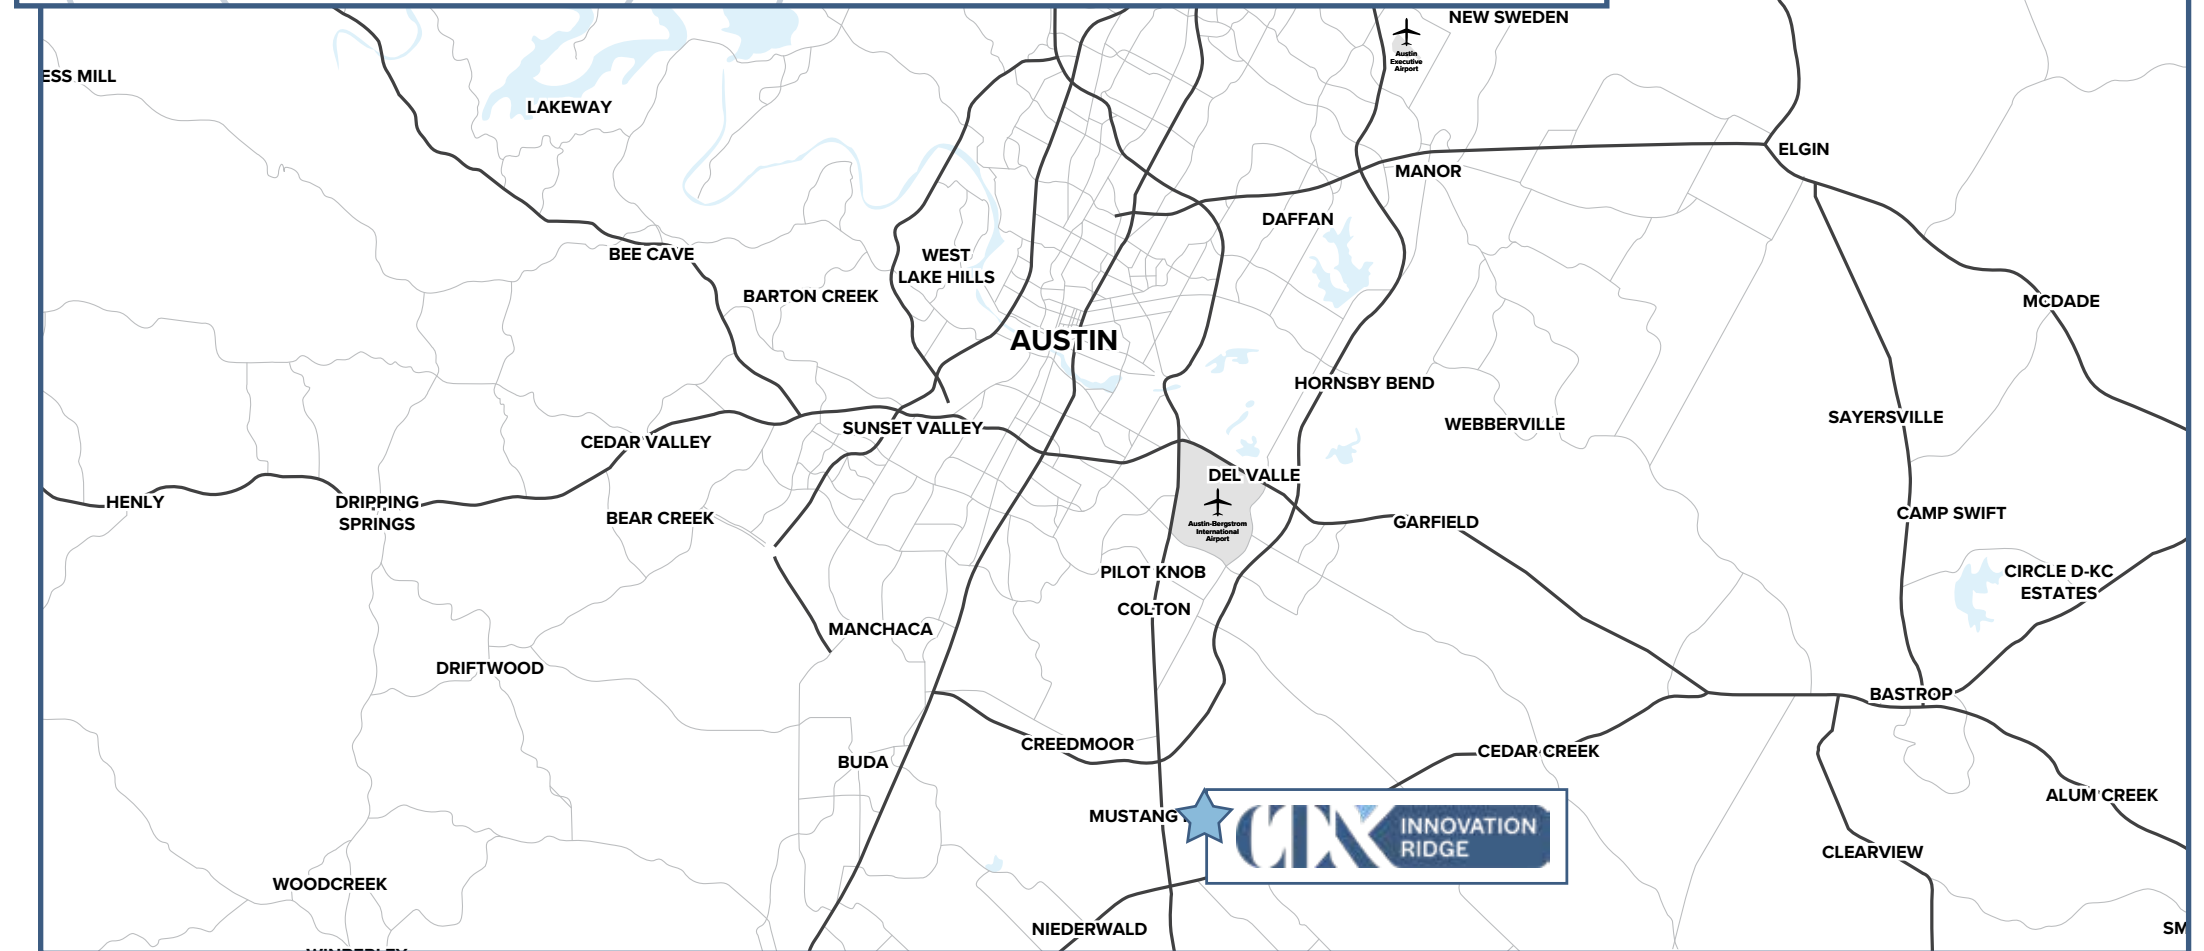 NEW SWEDEN
Austin
Executive
Airport
ESS MILL
LAKEWAY
ELGIN
MANOR
DAFFAN
BEE CAVE
WEST
LAKE HILLS
BARTON CREEK
MCDADE
AUSTIN
HORNSBY BEND
SAYERSVILLE
WEBBERVILLE
SUNSET VALLEY
CEDAR VALLEY
DEL VALLE
HENLY
DRIPPING
SPRINGS
BEAR CREEK
Austin-Bergstrom
International
Airport
GARFIELD
CAMP SWIFT
PILOT KNOB
CIRCLE D-KC
ESTATES
COLTON
MANCHACA
DRIFTWOOD
BASTROP
CREEDMOOR
CEDAR CREEK
BUDA
ALUM CREEK
MUSTANG
CTX INNOVATION
RIDGE
CLEARVIEW
WOODCREEK
NIEDERWALD
SM